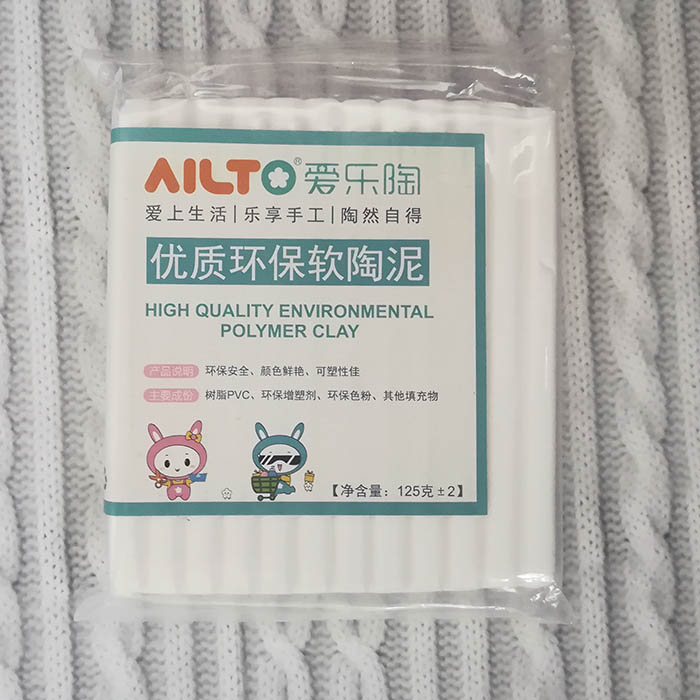 AILTO® 爱乐陶
爱上生活|乐享手工|陶然自得
优质环保软陶泥
HIGH QUALITY ENVIRONMENTAL
POLYMER CLAY
产品说明 环保安全、颜色鲜艳、可塑性佳
主要成份 树脂PVC、环保增塑剂、环保色粉、其他填充物
【净含量：125克±2】